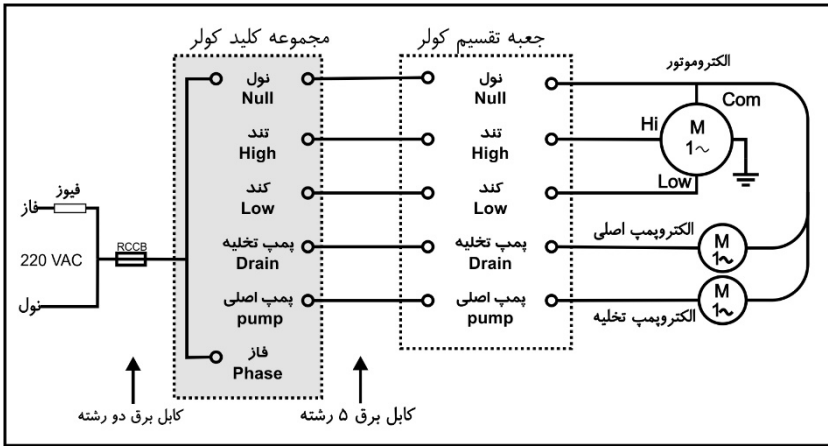 مجموعه کلید کولر
جعبه تقسیم کولر
الکتروموتور
نول
Null
نول
Null
Com
تند
High
تند
High
Hi
M
1~
کند
Low
کند
Low
Low
فیوز
فاز
RCCB
220 VAC
نول
پمپ تخلیه
Drain
پمپ تخلیه
Drain
الکتروپمپ اصلی
M
1~
پمپ اصلی
pump
پمپ اصلی
pump
الکتروپمپ تخلیه
M
1~
فاز
Phase
کابل برق دو رشته
کابل برق ۵ رشته